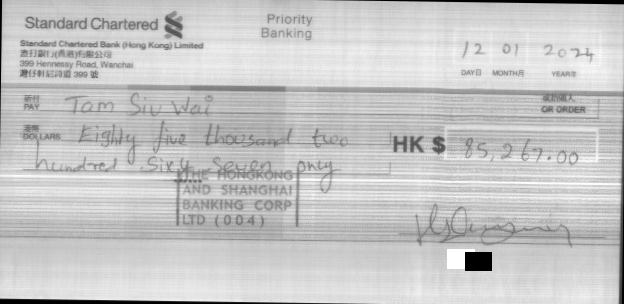 Standard Chartered
Priority
Banking
Standard Chartered Bank (Hong Kong) Limited
渣打銀行(香港)有限公司
399 Hennessy Road, Wanchai
灣仔軒尼詩道 399 號
12 01 2024
DAY日 MONTH月 YEAR年
祈付
PAY Tam Siu Wai
或持票人
OR ORDER
港幣
DOLLARS Eighty five thousand two
hundred sixty seven only
HK $ 85,267.00
THE HONGKONG
AND SHANGHAI
BANKING CORP
LTD (004)